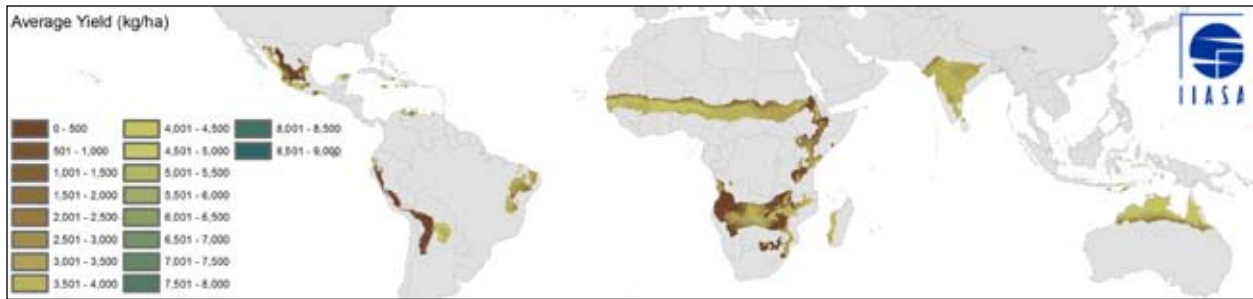 Average Yield (kg/ha)
IIASA
0 - 500
501 - 1,000
1,001 - 1,500
1,501 - 2,000
2,001 - 2,500
2,501 - 3,000
3,001 - 3,500
3,501 - 4,000
4,001 - 4,500
4,501 - 5,000
5,001 - 5,500
5,501 - 6,000
6,001 - 6,500
6,501 - 7,000
7,001 - 7,500
7,501 - 8,000
8,001 - 8,500
8,501 - 9,000